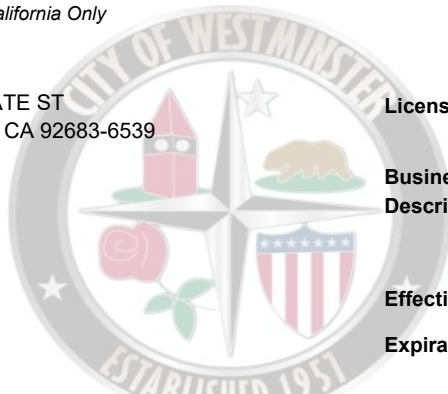 alifornia Only
CITY OF WESTMINSTER
ATE ST
CA 92683-6539
Licens
Busine
Descri
Effecti
Expira
ESTABLISHED 1957